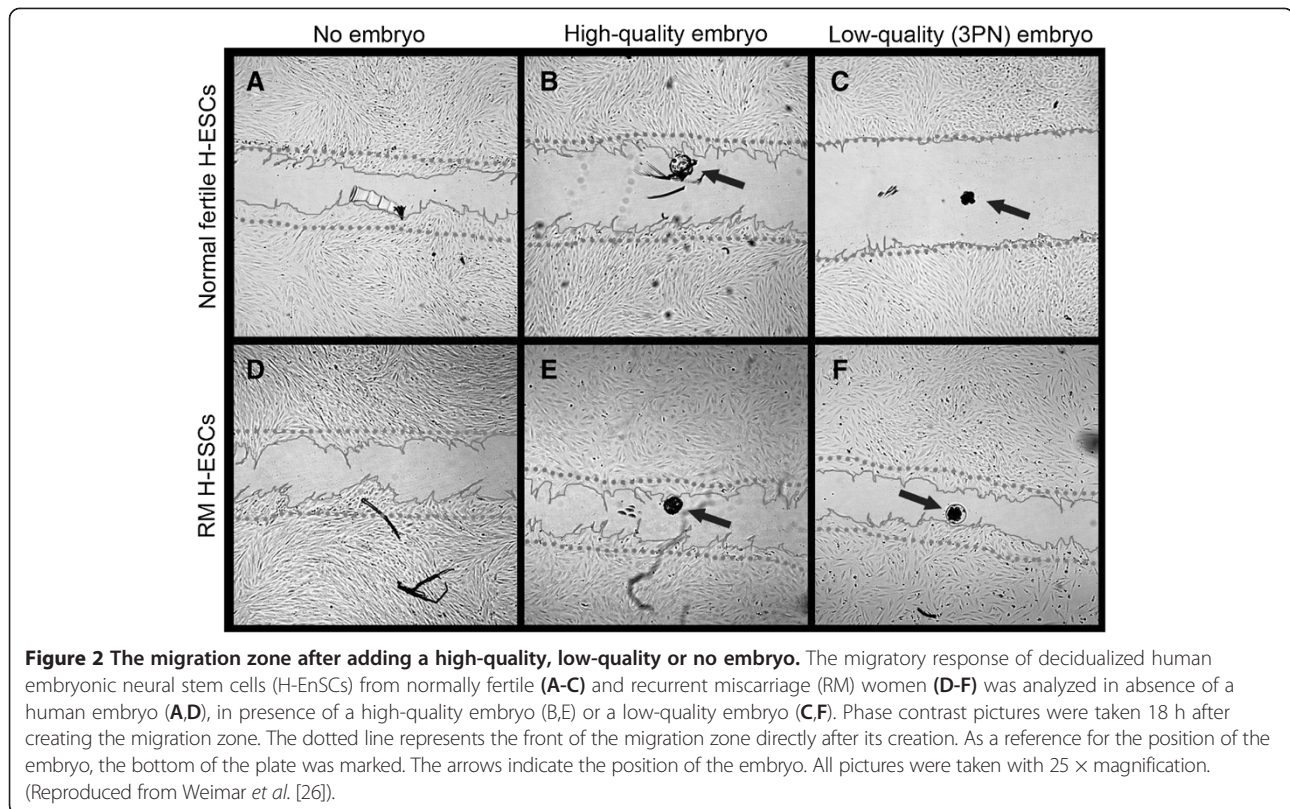 No embryo
High-quality embryo
Low-quality (3PN) embryo
Normal fertile H-ESCs
A
B
C
RM H-ESCs
D
E
F
Figure 2 The migration zone after adding a high-quality, low-quality or no embryo. The migratory response of decidualized human
embryonic neural stem cells (H-EnSCs) from normally fertile (A-C) and recurrent miscarriage (RM) women (D-F) was analyzed in absence of a
human embryo (A,D), in presence of a high-quality embryo (B,E) or a low-quality embryo (C,F). Phase contrast pictures were taken 18 h after
creating the migration zone. The dotted line represents the front of the migration zone directly after its creation. As a reference for the position of the
embryo, the bottom of the plate was marked. The arrows indicate the position of the embryo. All pictures were taken with 25 × magnification.
(Reproduced from Weimar et al. [26]).